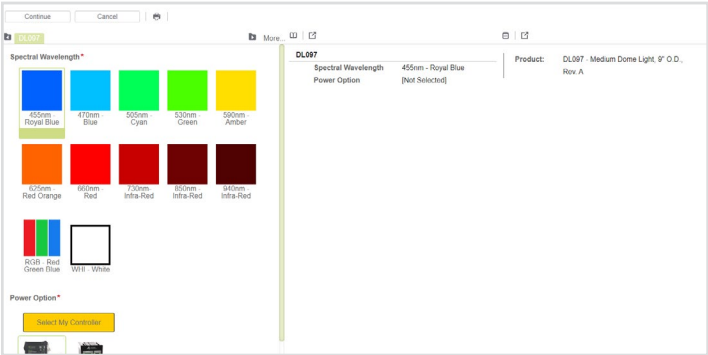 Continue Cancel
DL097 More...
Spectral Wavelength*
455nm -
Royal Blue
470nm -
Blue
505nm -
Cyan
530nm -
Green
590nm -
Amber
625nm -
Red Orange
660nm -
Red
730nm-
Infra-Red
850nm -
Infra-Red
940nm -
Infra-Red
RGB - Red
Green Blue
WHI - White
Power Option*
Select My Controller
DL097
Spectral Wavelength 455nm - Royal Blue
Power Option [Not Selected]
Product: DL097 - Medium Dome Light, 9" O.D.,
Rev. A